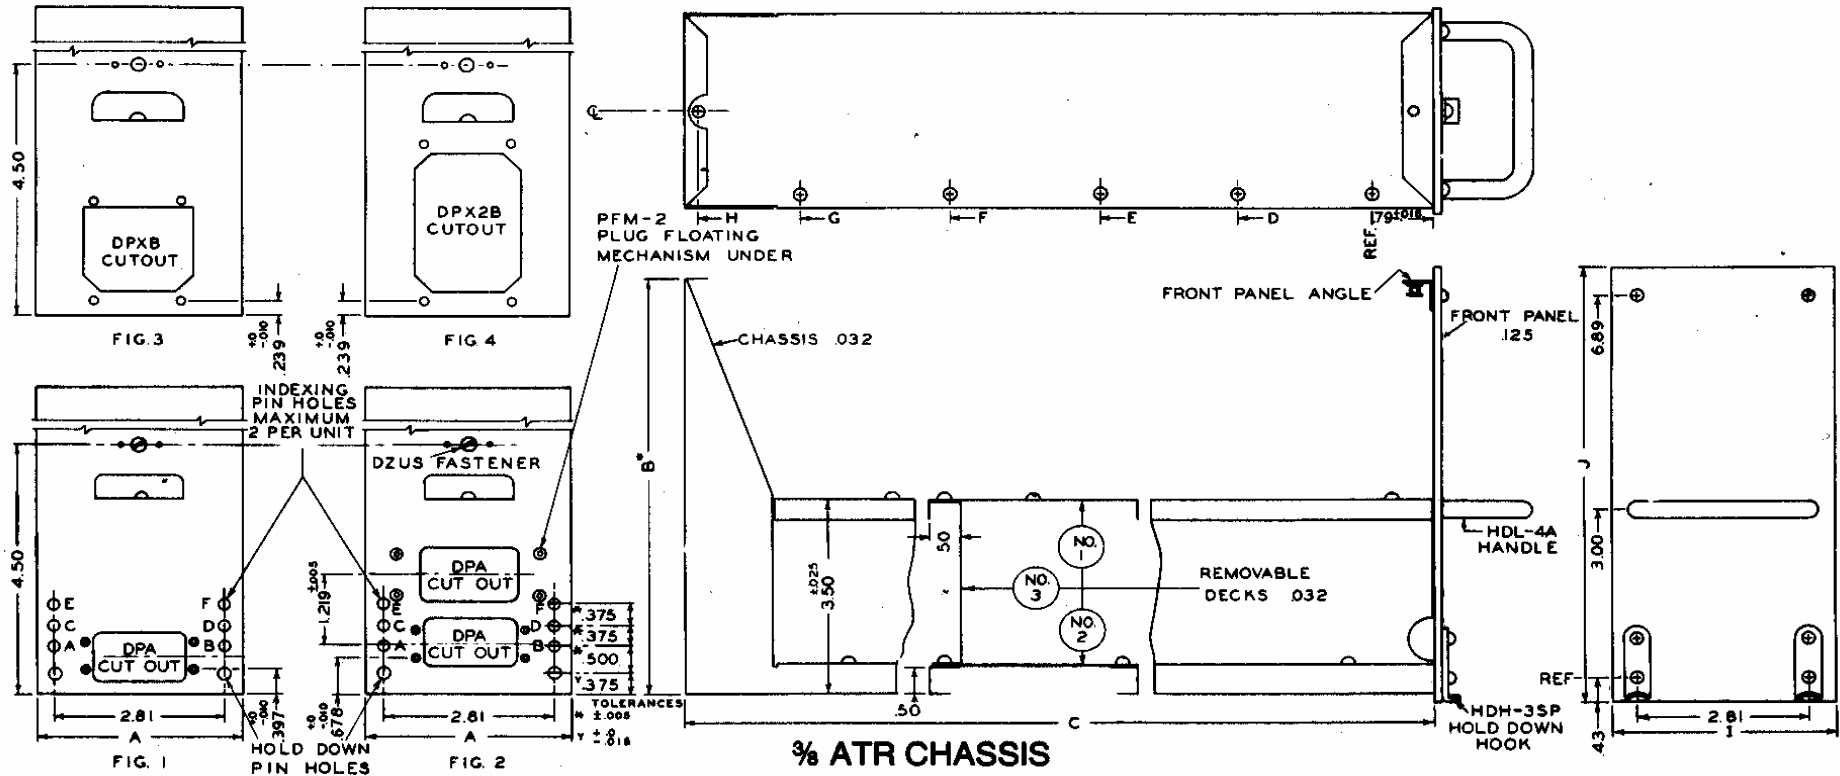 4.50
DPXB
CUTOUT
FIG.3
+.0
-.010
.239
DPX2B
CUTOUT
FIG.4
+.0
-.010
.239
PFM-2
PLUG FLOATING
MECHANISM UNDER
℄
H
G
F
E
D
REF.
.79±.018
INDEXING
PIN HOLES
MAXIMUM
2 PER UNIT
4.50
E
C
A
F
D
B
DPA
CUT OUT
2.81
A
FIG. 1
+.0
-.010
.397
HOLD DOWN
PIN HOLES
DZUS FASTENER
1.219±.005
DPA
CUT OUT
DPA
CUT OUT
E
C
A
F
D
B
* .375
* .375
* .500
Y .375
+.0
-.010
.678
2.81
A
FIG. 2
TOLERANCES
* ±.005
Y +.0
-.018
B*
CHASSIS .032
3.50
±.025
.50
.50
NO.
1
NO.
3
NO.
2
REMOVABLE
DECKS .032
C
FRONT PANEL ANGLE
FRONT PANEL
.125
HDL-4A
HANDLE
HDH-3SP
HOLD DOWN
HOOK
J
6.89
3.00
REF
.43
2.81
I
⅜ ATR CHASSIS